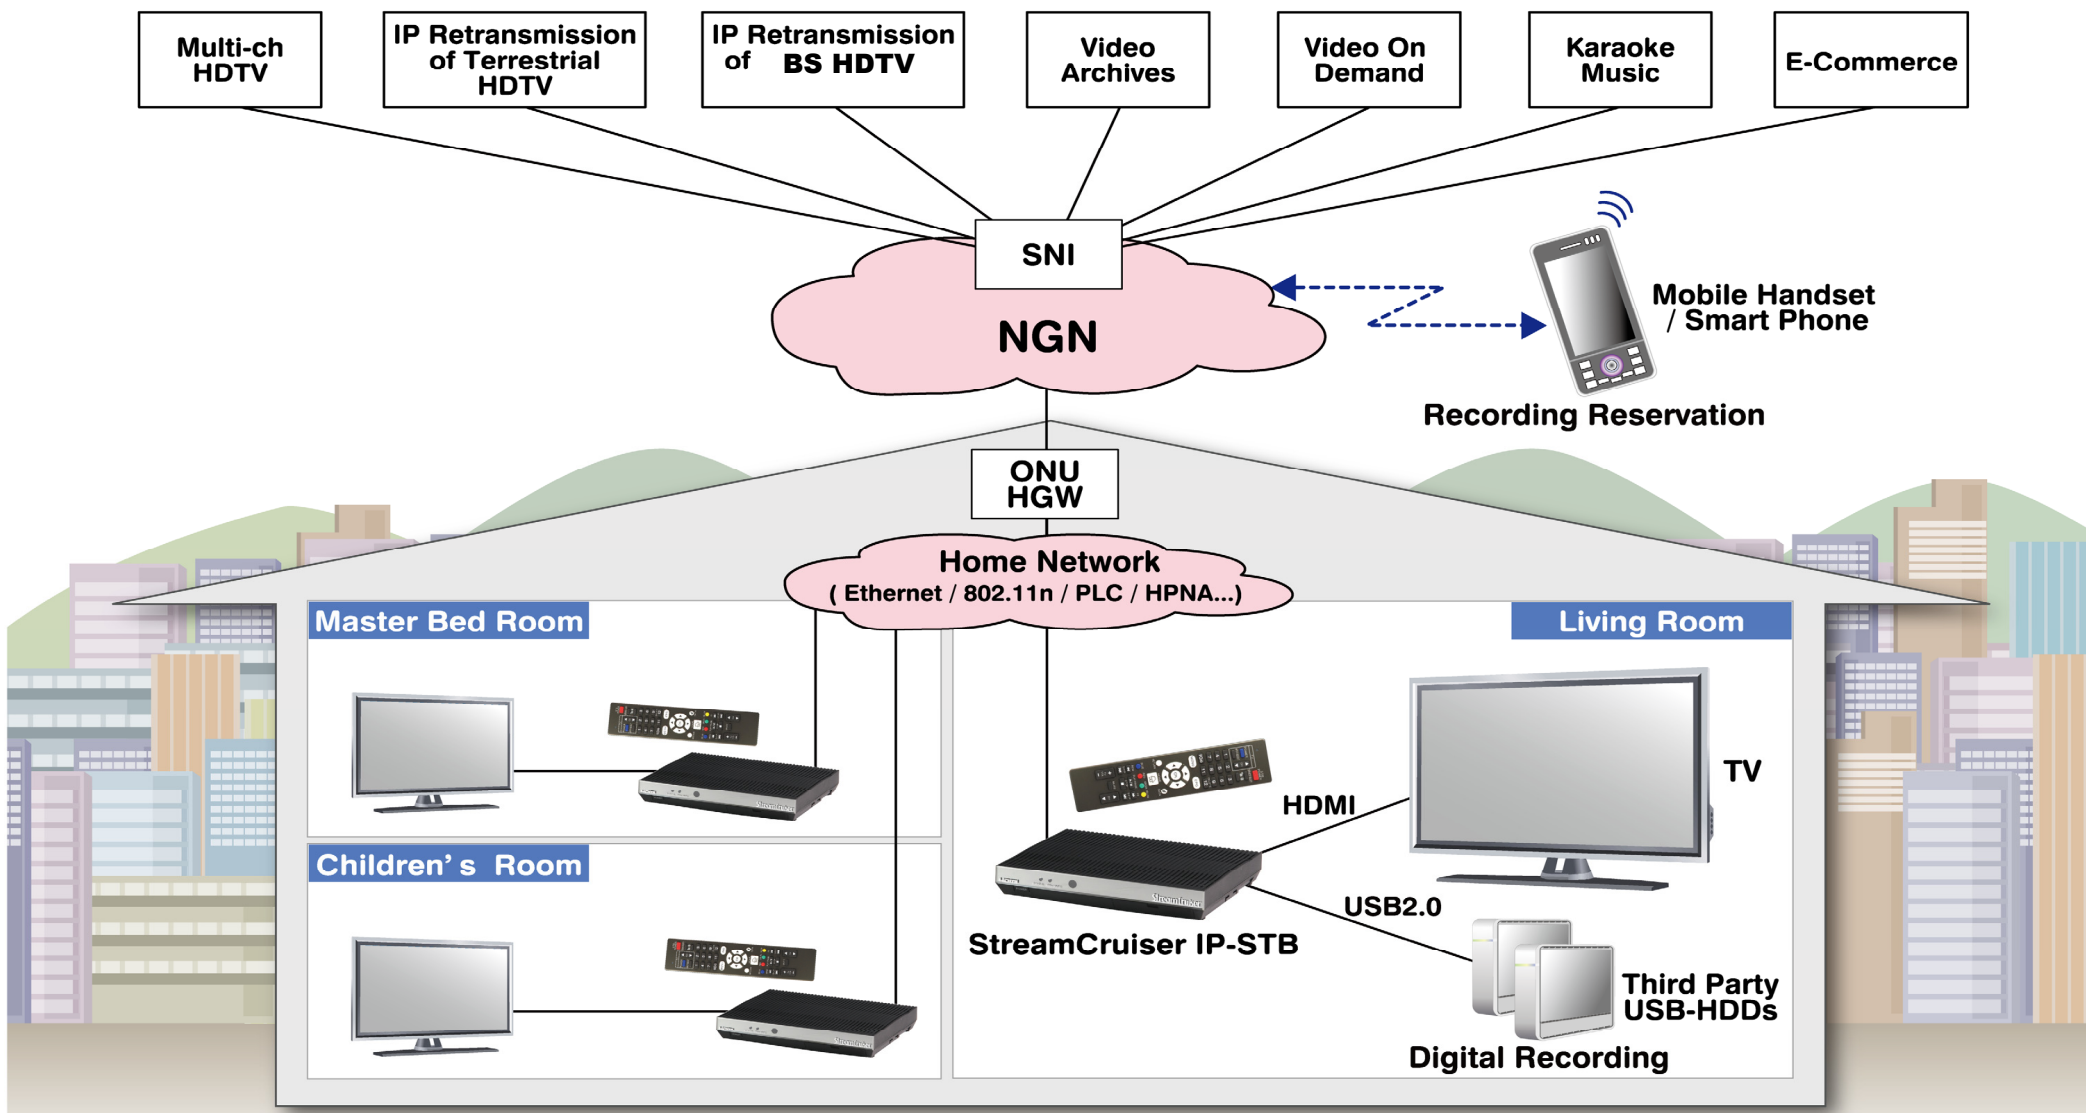 Multi-ch
HDTV
IP Retransmission
of Terrestrial
HDTV
IP Retransmission
of BS HDTV
Video
Archives
Video On
Demand
Karaoke
Music
E-Commerce
SNI
NGN
Mobile Handset
/ Smart Phone
Recording Reservation
ONU
HGW
Home Network
( Ethernet / 802.11n / PLC / HPNA...)
Master Bed Room
Living Room
TV
HDMI
StreamCruiser
Children's Room
USB2.0
StreamCruiser
StreamCruiser IP-STB
StreamCruiser
Third Party
USB-HDDs
Digital Recording